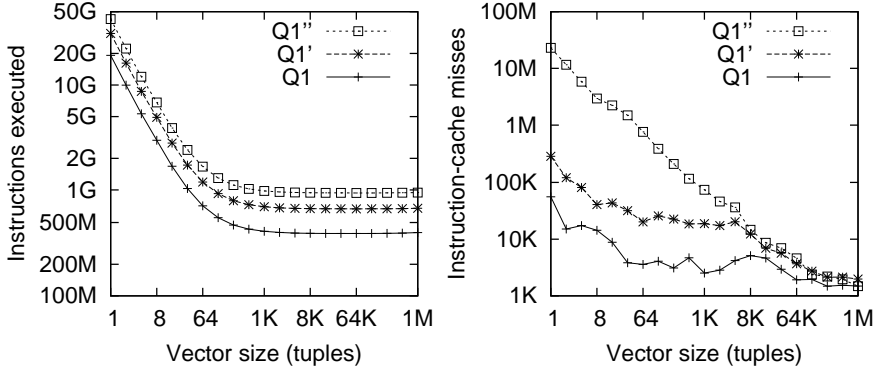 50G
20G
10G
5G
2G
1G
500M
200M
100M
Instructions executed
Q1''
Q1'
Q1
1 8 64 1K 8K 64K 1M
Vector size (tuples)
100M
10M
1M
100K
10K
1K
Instruction-cache misses
Q1''
Q1'
Q1
1 8 64 1K 8K 64K 1M
Vector size (tuples)